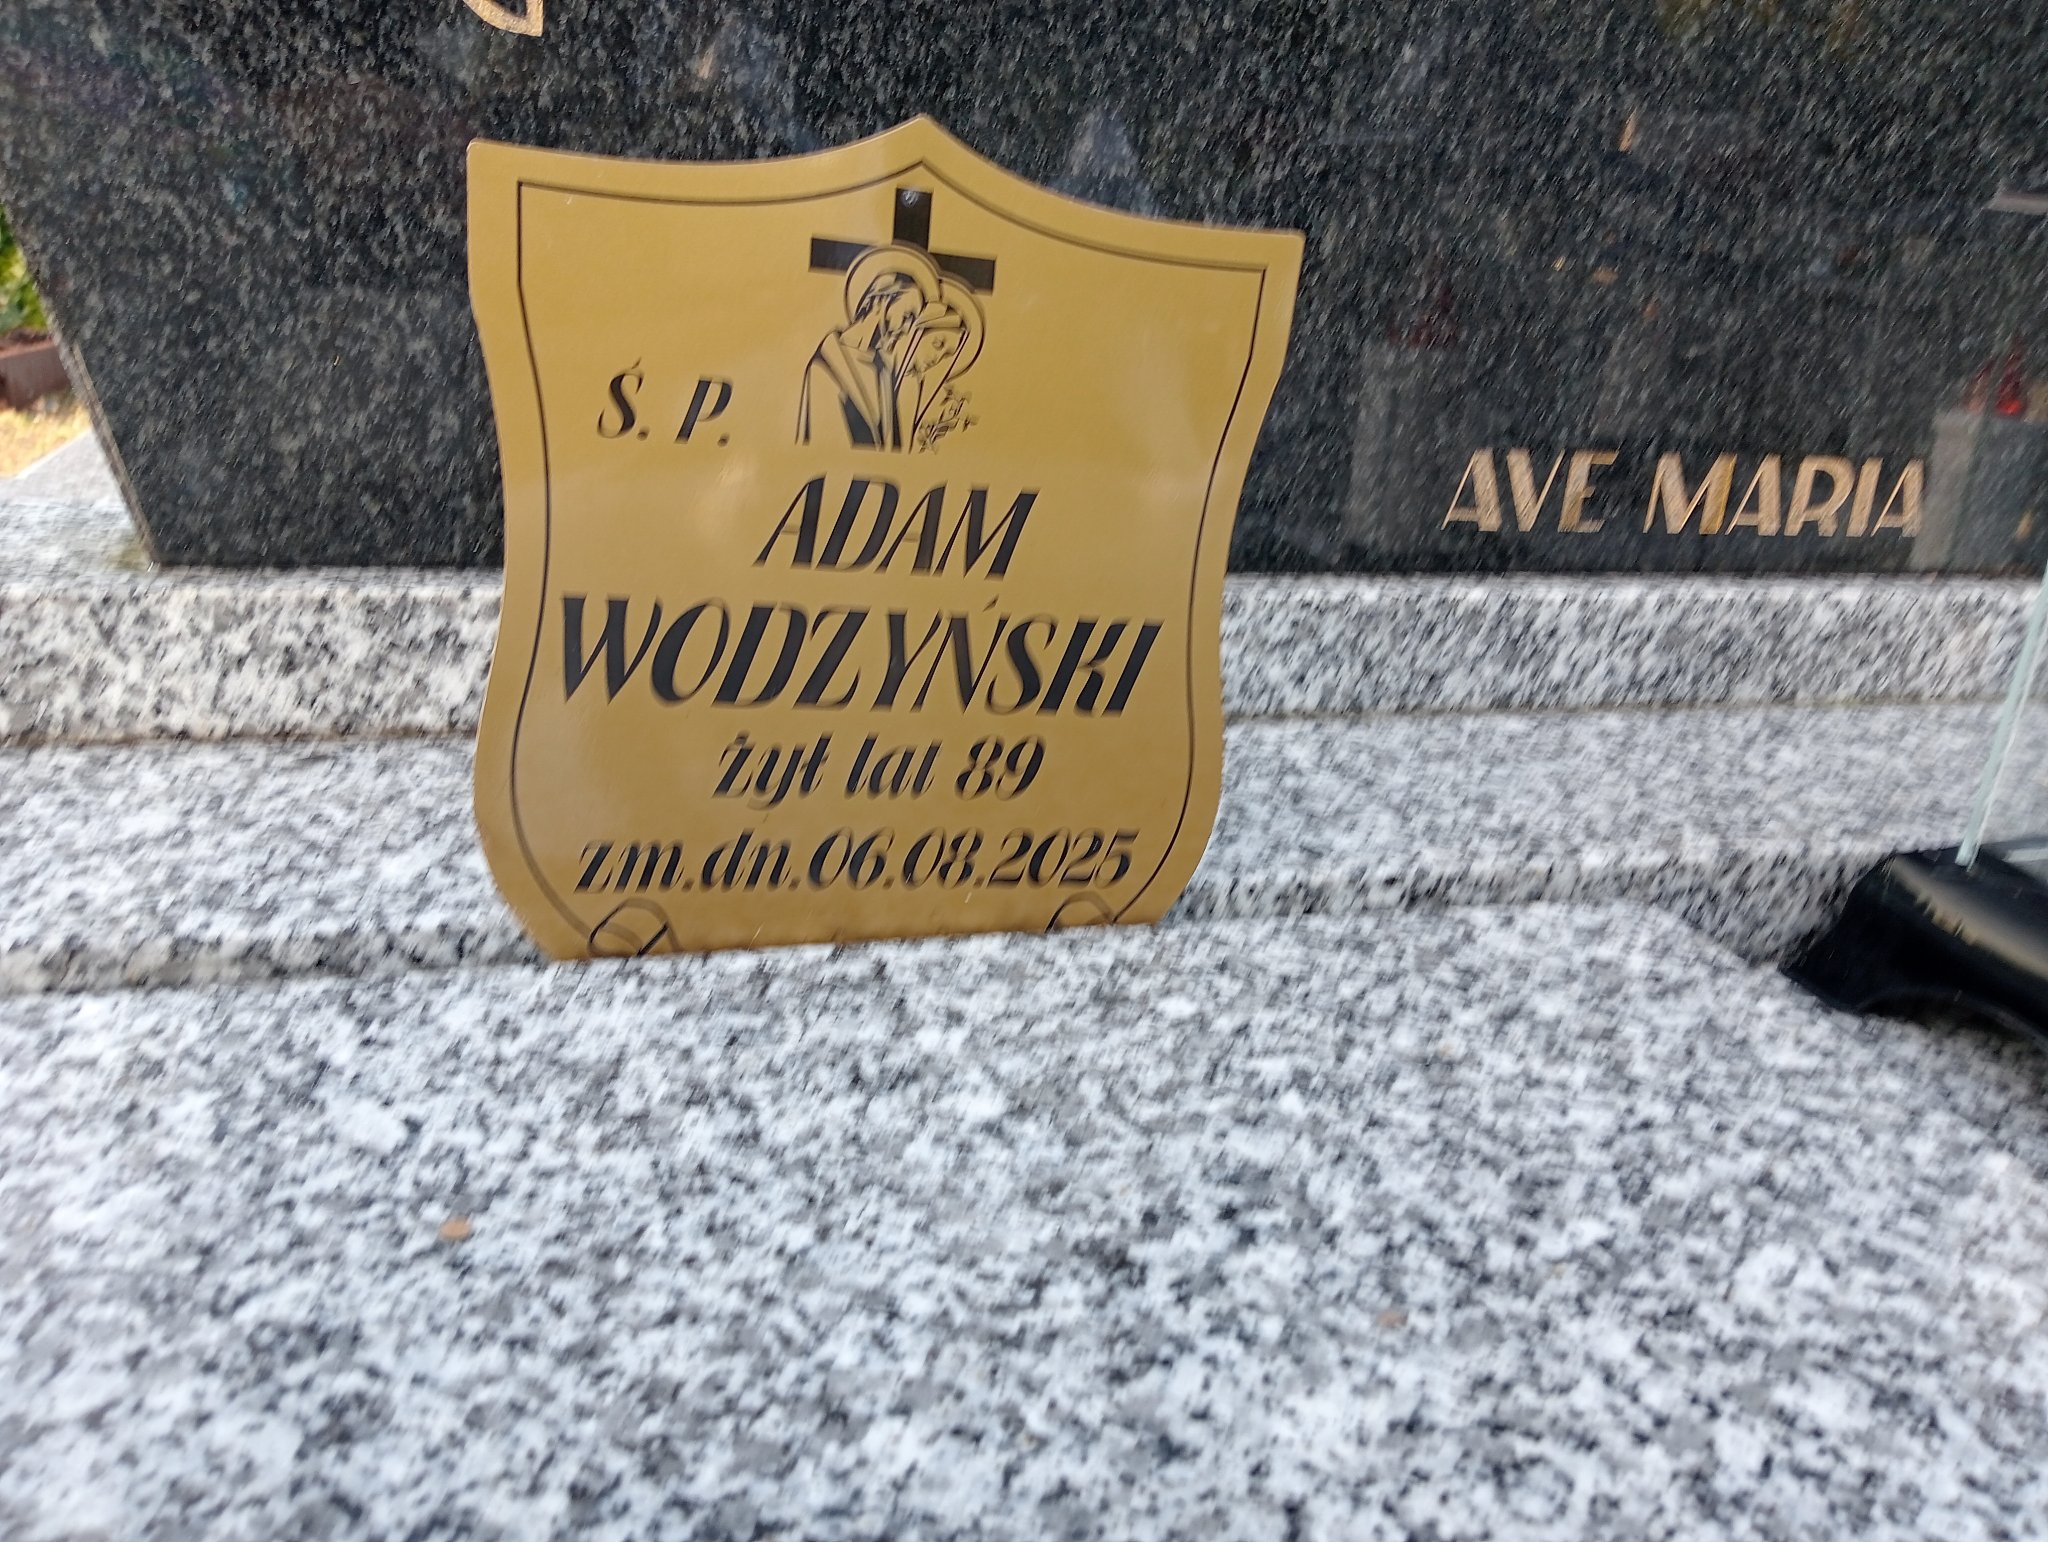 Ś. P.
ADAM
WODZYŃSKI
żył lat 89
zm.dn.06.08.2025
AVE MARIA